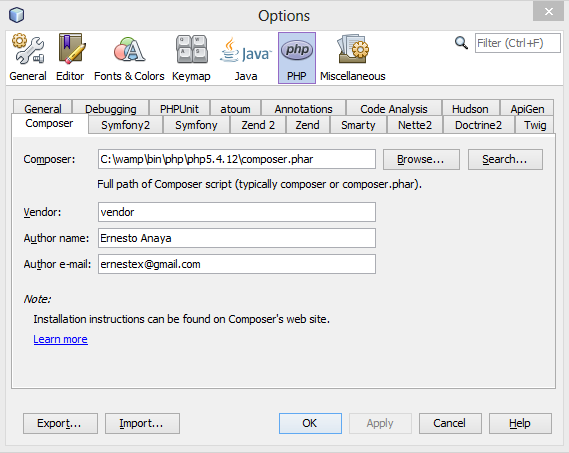 Options
General Editor Fonts & Colors Keymap Java PHP Miscellaneous Filter (Ctrl+F)
Java php
General Debugging PHPUnit atoum Annotations Code Analysis Hudson ApiGen
Composer Symfony2 Symfony Zend 2 Zend Smarty Nette2 Doctrine2 Twig
Composer: C:\wamp\bin\php\php5.4.12\composer.phar Browse... Search...
Full path of Composer script (typically composer or composer.phar).
Vendor: vendor
Author name: Ernesto Anaya
Author e-mail: ernestex@gmail.com
Note:
Installation instructions can be found on Composer's web site.
Learn more
Export... Import... OK Apply Cancel Help